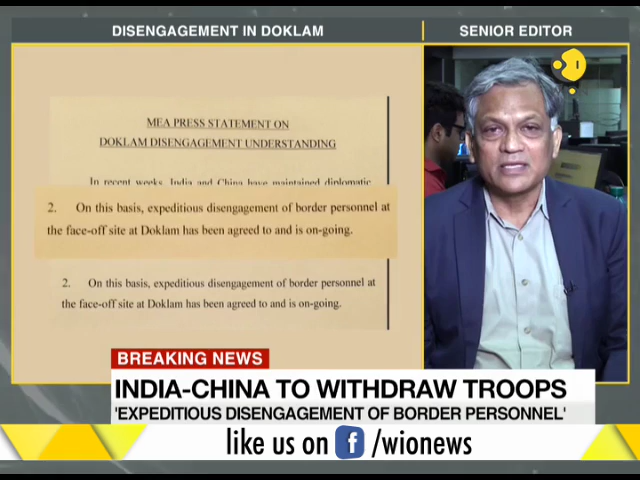 DISENGAGEMENT IN DOKLAM
SENIOR EDITOR
MEA PRESS STATEMENT ON
DOKLAM DISENGAGEMENT UNDERSTANDING
In recent weeks, India and China have maintained diplomatic
2. On this basis, expeditious disengagement of border personnel at
the face-off site at Doklam has been agreed to and is on-going.
2. On this basis, expeditious disengagement of border personnel at
the face-off site at Doklam has been agreed to and is on-going.
BREAKING NEWS
INDIA-CHINA TO WITHDRAW TROOPS
'EXPEDITIOUS DISENGAGEMENT OF BORDER PERSONNEL'
like us on f /wionews